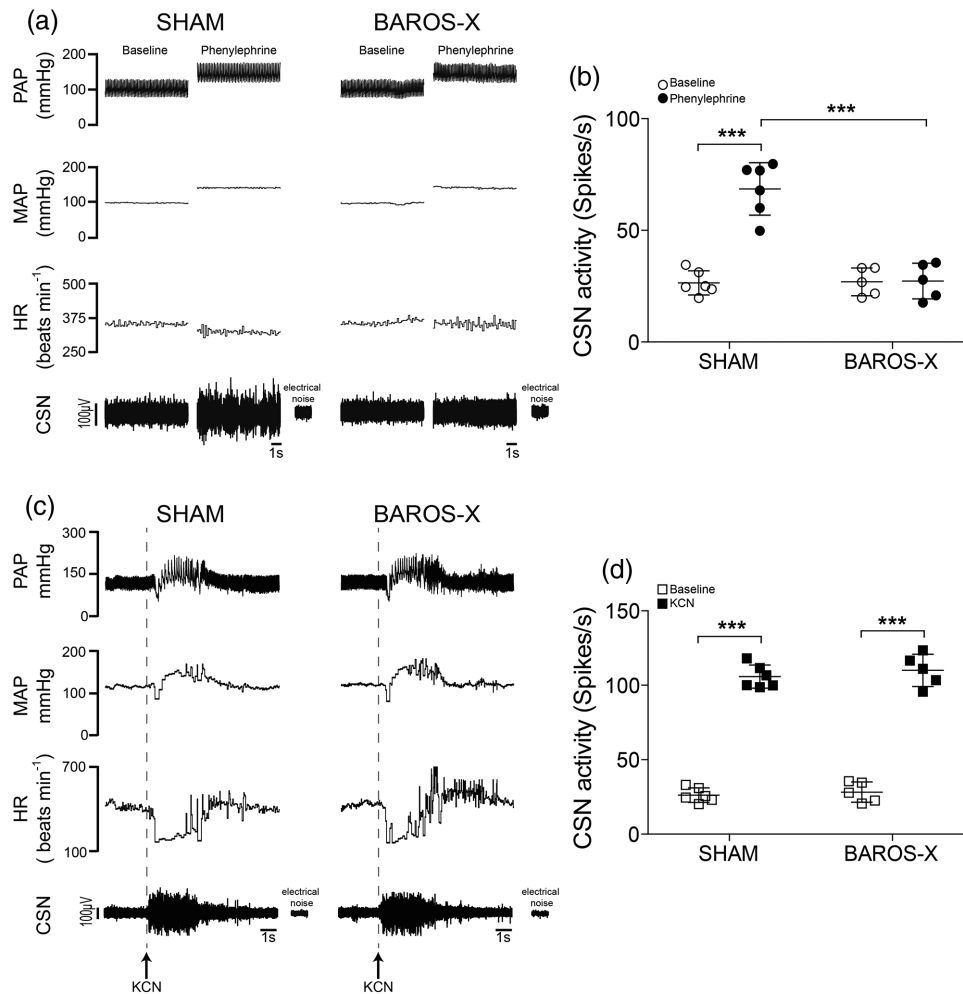 (a)
SHAM
BAROS-X
Baseline
Phenylephrine
Baseline
Phenylephrine
PAP
(mmHg)
200
100
0
MAP
(mmHg)
200
100
0
HR
(beats min⁻¹)
500
375
250
CSN
100μV
electrical
noise
1s
electrical
noise
1s
(b)
Baseline
Phenylephrine
CSN activity (Spikes/s)
100
50
0
***
***
SHAM
BAROS-X
(c)
SHAM
BAROS-X
PAP
mmHg
300
150
0
MAP
mmHg
200
100
0
HR
( beats min⁻¹)
700
100
CSN
100μV
electrical
noise
1s
electrical
noise
1s
KCN
KCN
(d)
Baseline
KCN
CSN activity (Spikes/s)
150
100
50
0
***
***
SHAM
BAROS-X